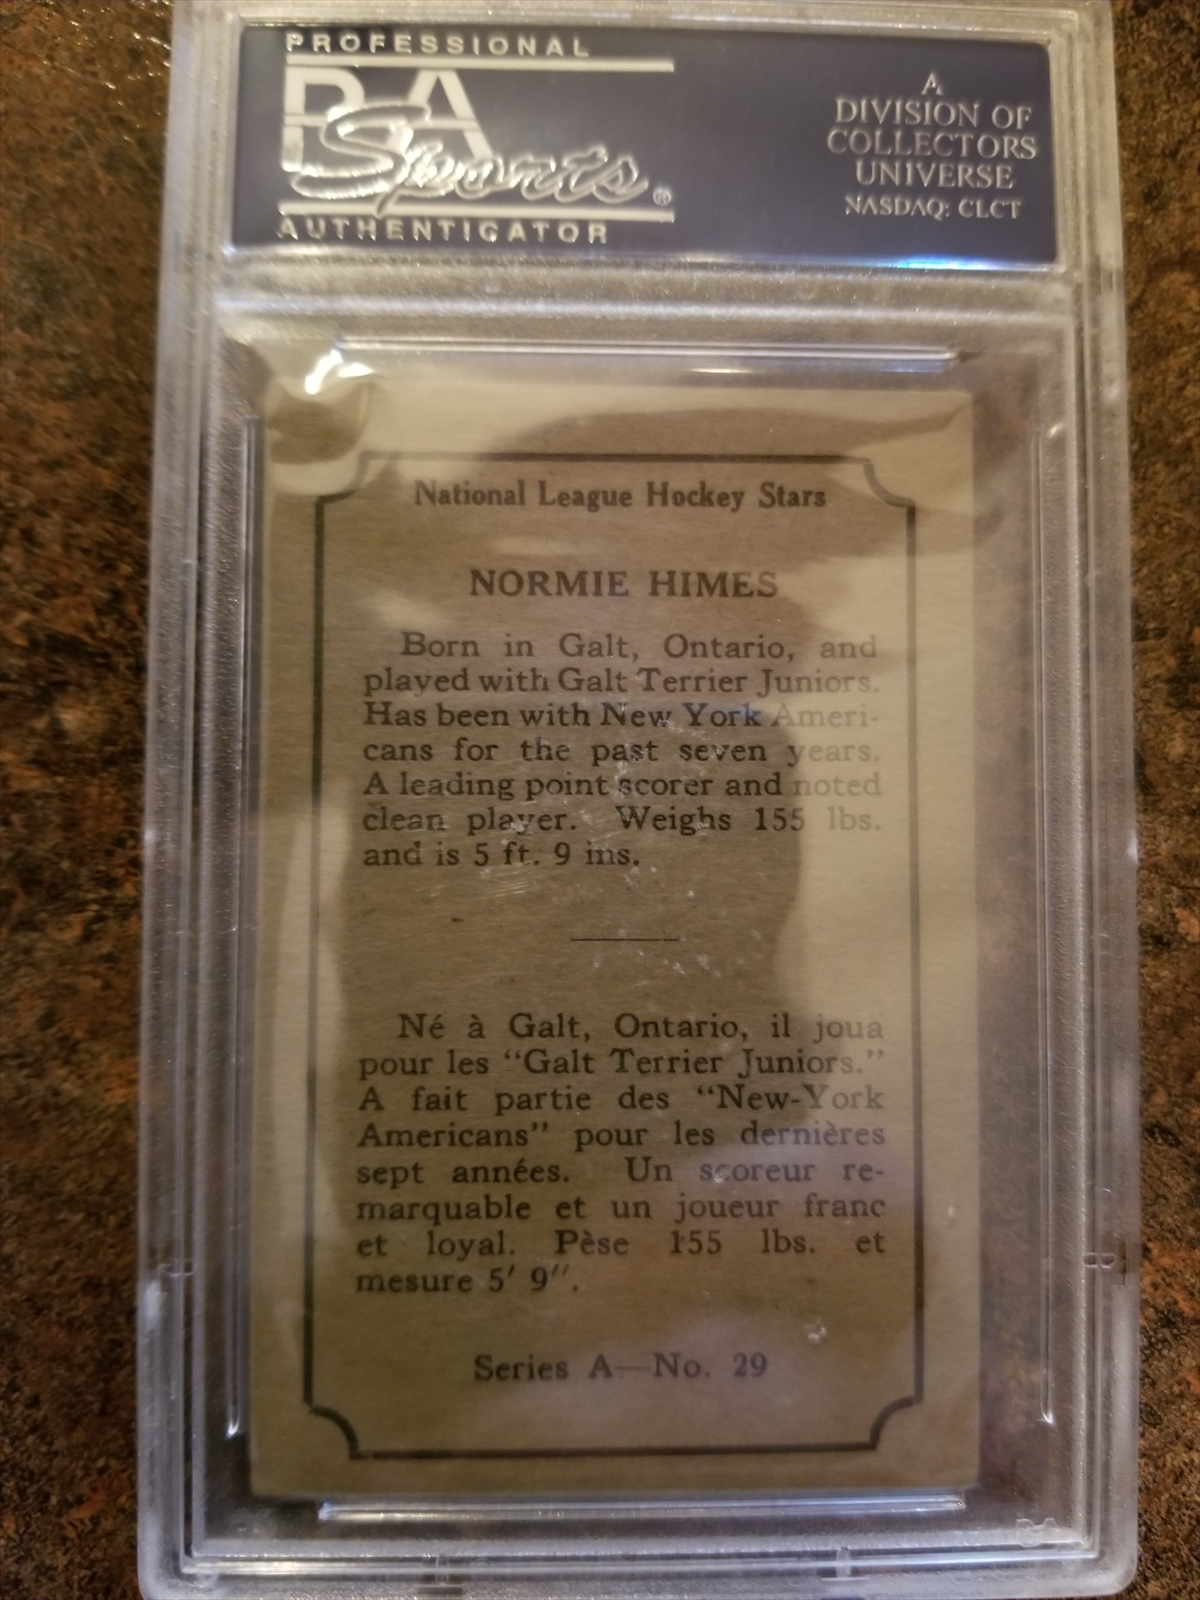 PROFESSIONAL
PSA
Sports®
AUTHENTICATOR
A
DIVISION OF
COLLECTORS
UNIVERSE
NASDAQ: CLCT
National League Hockey Stars
NORMIE HIMES
Born in Galt, Ontario, and
played with Galt Terrier Juniors.
Has been with New York Ameri-
cans for the past seven years.
A leading point scorer and noted
clean player. Weighs 155 lbs.
and is 5 ft. 9 ins.
Né à Galt, Ontario, il joua
pour les "Galt Terrier Juniors."
A fait partie des "New-York
Americans" pour les dernières
sept années. Un scoreur re-
marquable et un joueur franc
et loyal. Pèse 155 lbs. et
mesure 5' 9".
Series A—No. 29